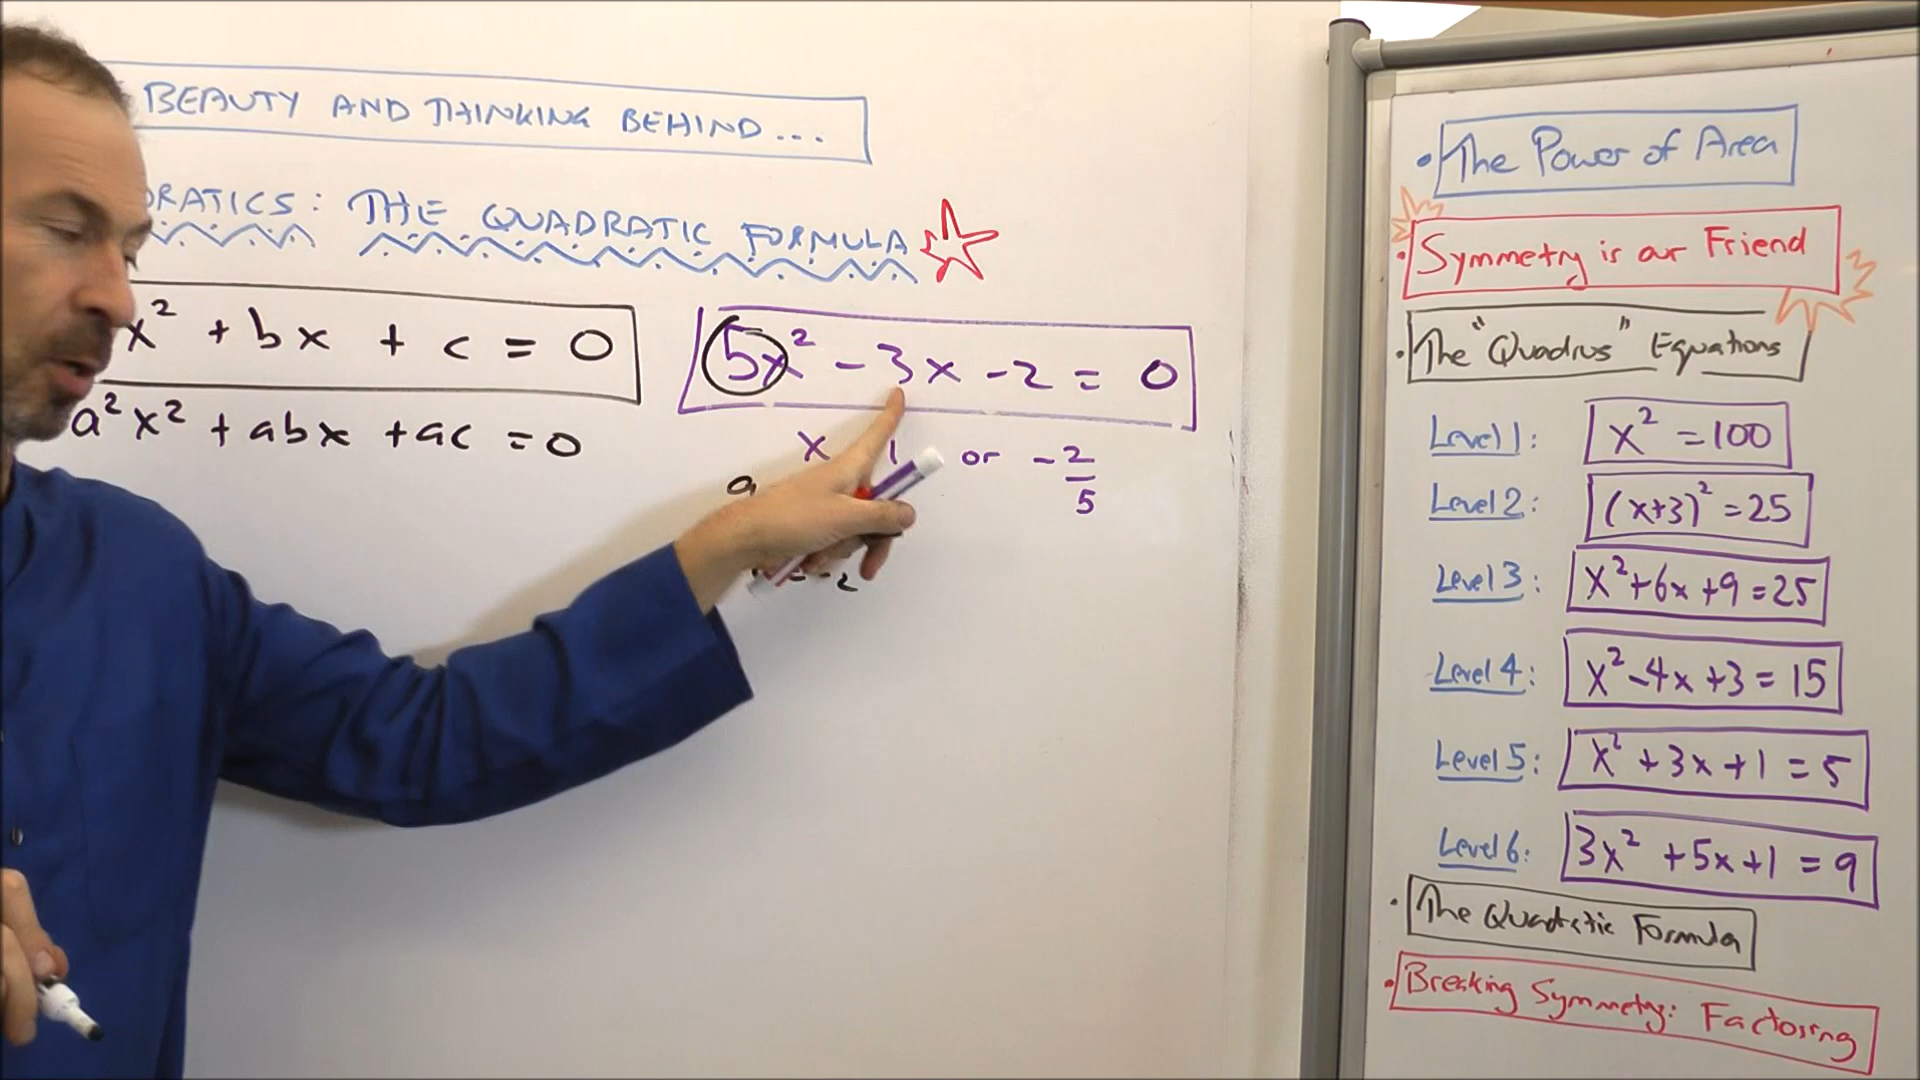 BEAUTY AND THINKING BEHIND...
DRATICS: THE QUADRATIC FORMULA
x² + bx + c = 0
a²x² + abx + ac = 0
5x² - 3x - 2 = 0
x 1 or -2/5
a
= -2
• The Power of Area
• Symmetry is our Friend
• The "Quadrus" Equations
Level 1: x² = 100
Level 2: (x+3)² = 25
Level 3: x² + 6x + 9 = 25
Level 4: x² - 4x + 3 = 15
Level 5: x² + 3x + 1 = 5
Level 6: 3x² + 5x + 1 = 9
• The Quadratic Formula
• Breaking Symmetry: Factoring